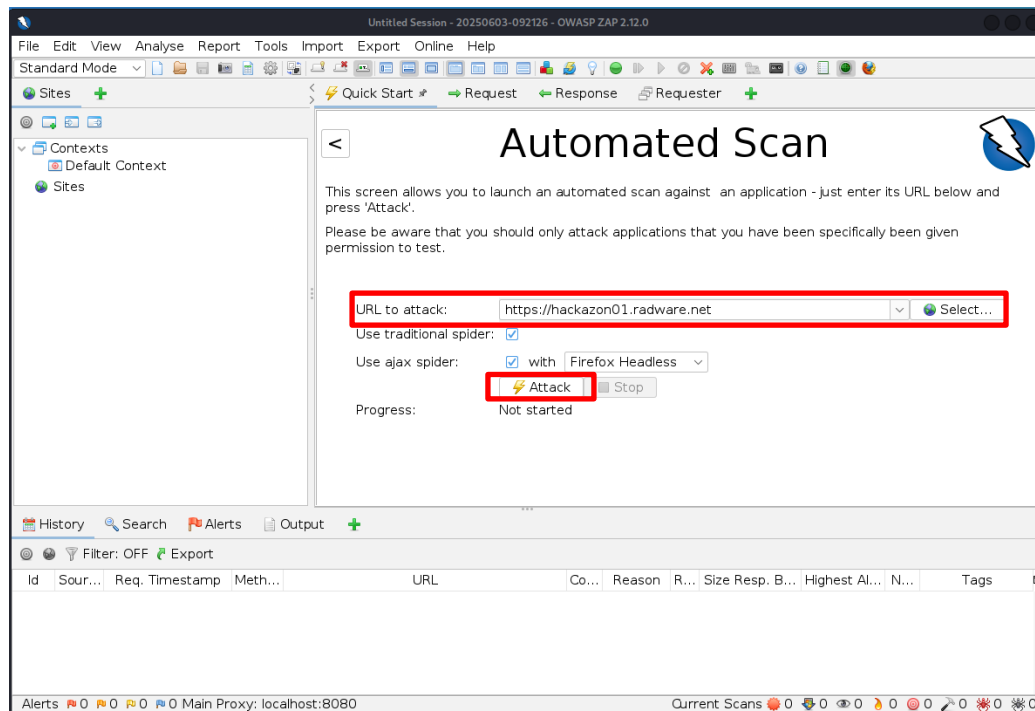 Untitled Session - 20250603-092126 - OWASP ZAP 2.12.0
File Edit View Analyse Report Tools Import Export Online Help
Standard Mode
Sites
Quick Start Request Response Requester
Contexts
Default Context
Sites
<
Automated Scan
This screen allows you to launch an automated scan against an application - just enter its URL below and
press 'Attack'.
Please be aware that you should only attack applications that you have been specifically been given
permission to test.
URL to attack: https://hackazon01.radware.net Select...
Use traditional spider:
Use ajax spider: with Firefox Headless
Attack Stop
Progress: Not started
History Search Alerts Output
Filter: OFF Export
Id Sour... Req. Timestamp Meth... URL Co... Reason R... Size Resp. B... Highest Al... N... Tags
Alerts 0 0 0 0 Main Proxy: localhost:8080 Current Scans 0 0 0 0 0 0 0 0